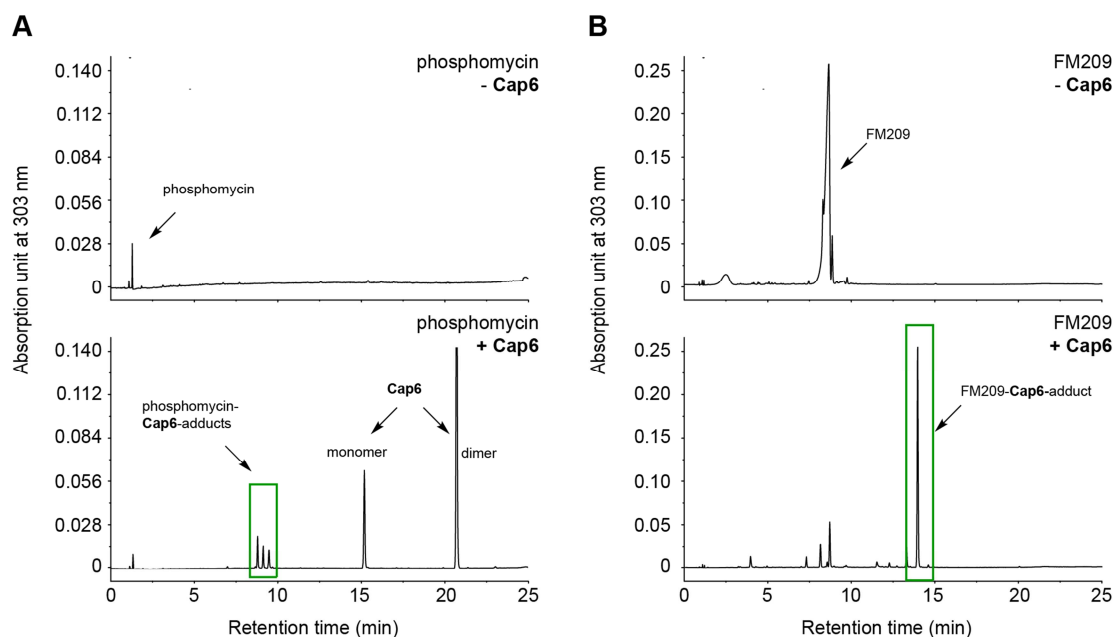 A
phosphomycin
- Cap6
0.140
0.112
0.084
0.056
0.028
0
phosphomycin
Absorption unit at 303 nm
phosphomycin
+ Cap6
0.140
0.112
0.084
0.056
0.028
0
phosphomycin-
Cap6-adducts
Cap6
monomer
dimer
0 5 10 15 20 25
Retention time (min)
B
FM209
- Cap6
0.25
0.20
0.15
0.10
0.05
0
FM209
Absorption unit at 303 nm
FM209
+ Cap6
0.25
0.20
0.15
0.10
0.05
0
FM209-Cap6-adduct
0 5 10 15 20 25
Retention time (min)